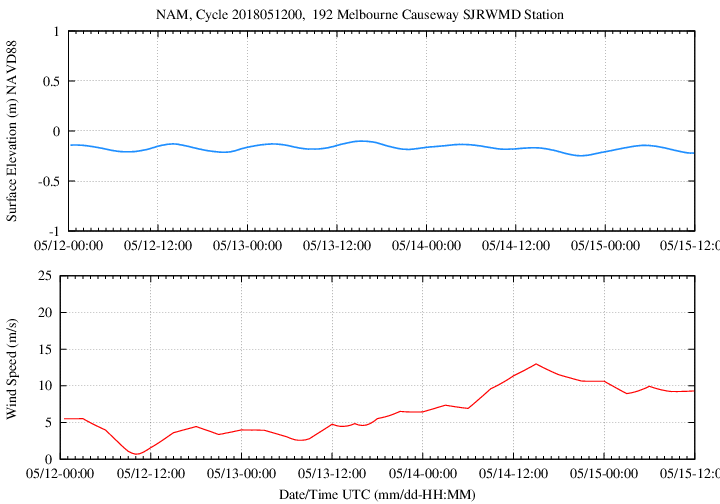 NAM, Cycle 2018051200, 192 Melbourne Causeway SJRWMD Station
Surface Elevation (m) NAVD88
1
0.5
0
-0.5
-1
05/12-00:00 05/12-12:00 05/13-00:00 05/13-12:00 05/14-00:00 05/14-12:00 05/15-00:00 05/15-12:0
Wind Speed (m/s)
25
20
15
10
5
0
05/12-00:00 05/12-12:00 05/13-00:00 05/13-12:00 05/14-00:00 05/14-12:00 05/15-00:00 05/15-12:0
Date/Time UTC (mm/dd-HH:MM)